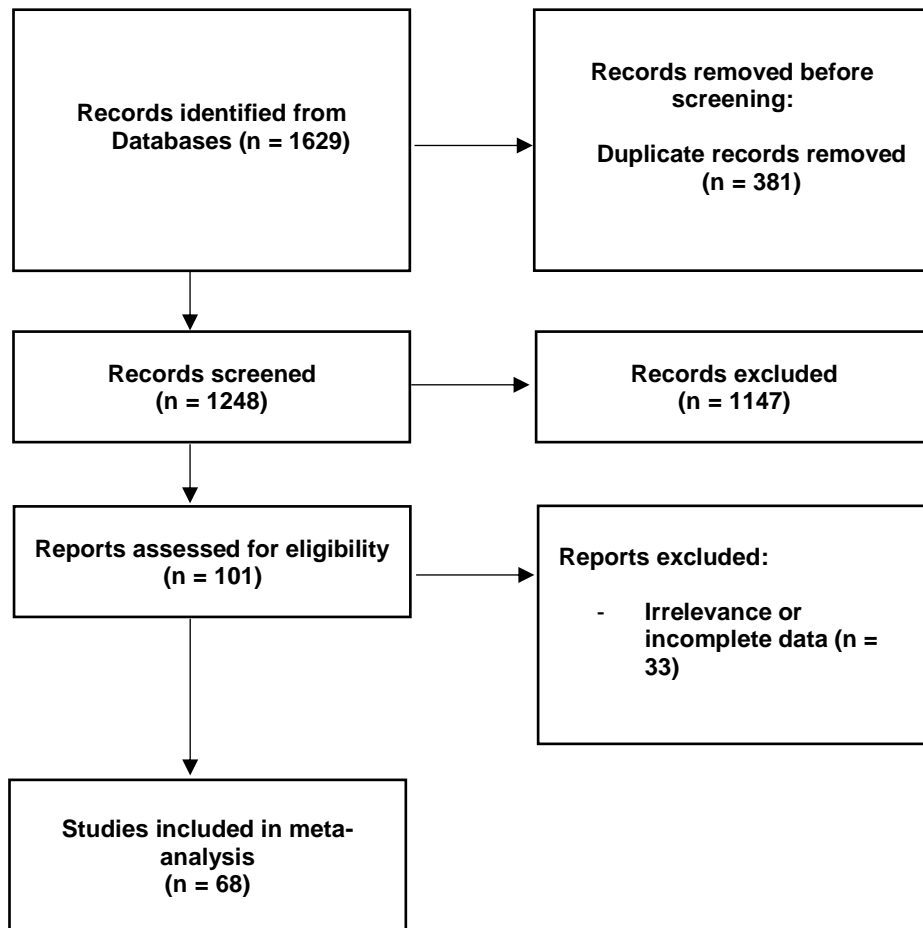 Records identified from
Databases (n = 1629)
Records removed before
screening:
Duplicate records removed
(n = 381)
Records screened
(n = 1248)
Records excluded
(n = 1147)
Reports assessed for eligibility
(n = 101)
Reports excluded:
- Irrelevance or
incomplete data (n =
33)
Studies included in meta-
analysis
(n = 68)